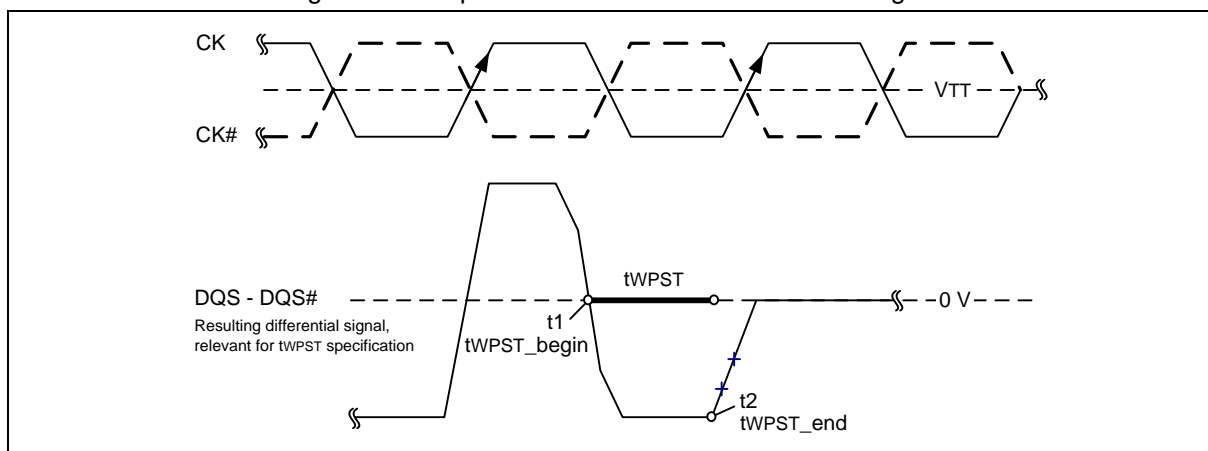 CK
VTT
CK#
tWPST
DQS - DQS#
0 V
Resulting differential signal,
relevant for tWPST specification
t1
tWPST_begin
t2
tWPST_end